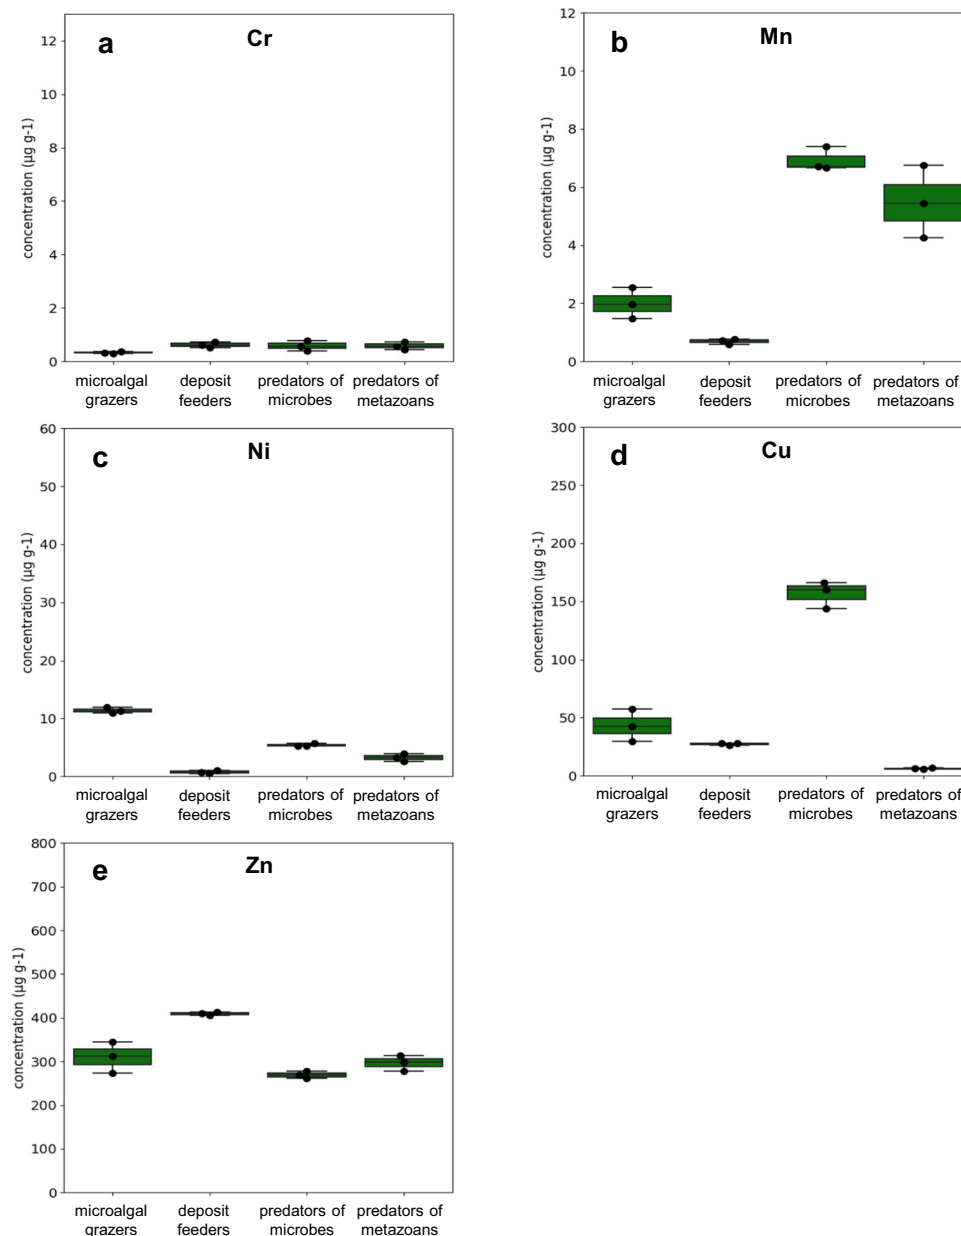 a Cr
12
10
8
6
4
2
0
concentration (µg g-1)
microalgal grazers
deposit feeders
predators of microbes
predators of metazoans
b Mn
12
10
8
6
4
2
0
concentration (µg g-1)
microalgal grazers
deposit feeders
predators of microbes
predators of metazoans
c Ni
60
50
40
30
20
10
0
concentration (µg g-1)
microalgal grazers
deposit feeders
predators of microbes
predators of metazoans
d Cu
300
250
200
150
100
50
0
concentration (µg g-1)
microalgal grazers
deposit feeders
predators of microbes
predators of metazoans
e Zn
800
700
600
500
400
300
200
100
0
concentration (µg g-1)
microalgal grazers
deposit feeders
predators of microbes
predators of metazoans